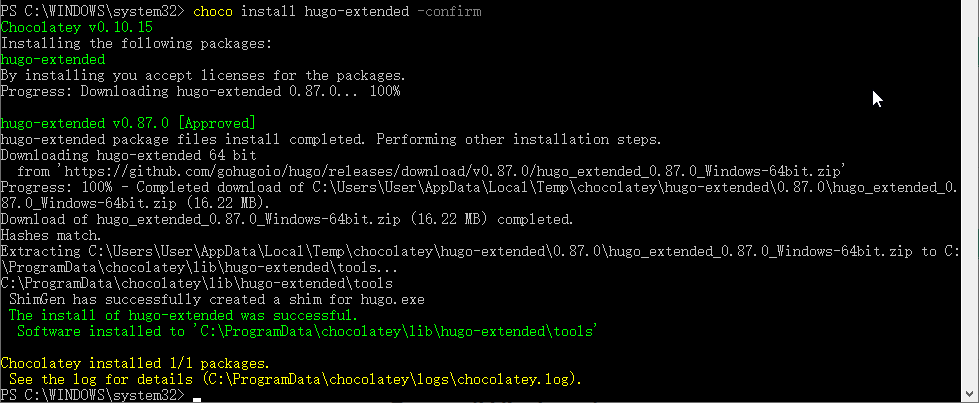 PS C:\WINDOWS\system32> choco install hugo-extended -confirm
Chocolatey v0.10.15
Installing the following packages:
hugo-extended
By installing you accept licenses for the packages.
Progress: Downloading hugo-extended 0.87.0... 100%
hugo-extended v0.87.0 [Approved]
hugo-extended package files install completed. Performing other installation steps.
Downloading hugo-extended 64 bit
  from 'https://github.com/gohugoio/hugo/releases/download/v0.87.0/hugo_extended_0.87.0_Windows-64bit.zip'
Progress: 100% - Completed download of C:\Users\User\AppData\Local\Temp\chocolatey\hugo-extended\0.87.0\hugo_extended_0.
87.0_Windows-64bit.zip (16.22 MB).
Download of hugo_extended_0.87.0_Windows-64bit.zip (16.22 MB) completed.
Hashes match.
Extracting C:\Users\User\AppData\Local\Temp\chocolatey\hugo-extended\0.87.0\hugo_extended_0.87.0_Windows-64bit.zip to C:
\ProgramData\chocolatey\lib\hugo-extended\tools...
C:\ProgramData\chocolatey\lib\hugo-extended\tools
 ShimGen has successfully created a shim for hugo.exe
 The install of hugo-extended was successful.
  Software installed to 'C:\ProgramData\chocolatey\lib\hugo-extended\tools'
Chocolatey installed 1/1 packages.
 See the log for details (C:\ProgramData\chocolatey\logs\chocolatey.log).
PS C:\WINDOWS\system32>